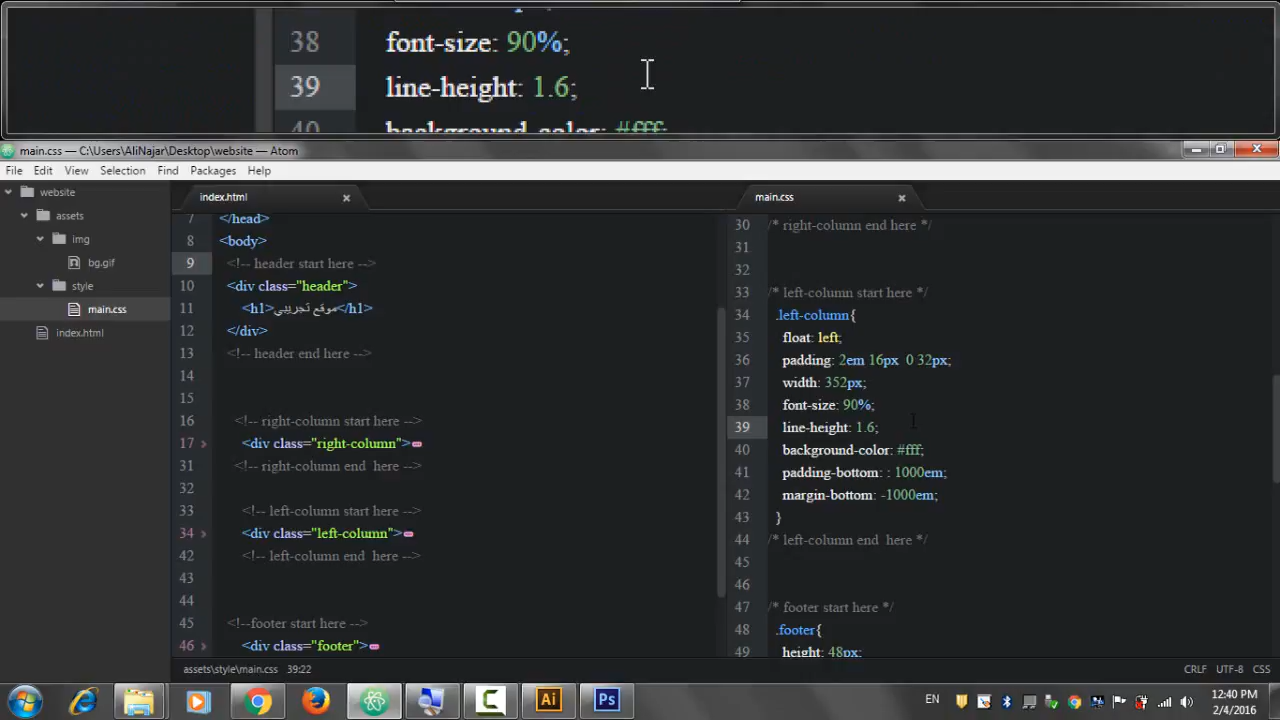 38 font-size: 90%;
39 line-height: 1.6;
40 background-color: #fff;
main.css — C:\Users\AliNajar\Desktop\website — Atom
File Edit View Selection Find Packages Help
website
assets
img
bg.gif
style
main.css
index.html
index.html
7 </head>
8 <body>
9 <!-- header start here -->
10 <div class="header">
11 <h1>موقع تجريبي</h1>
12 </div>
13 <!-- header end here -->
14
15
16 <!-- right-column start here -->
17 <div class="right-column">
31 <!-- right-column end  here -->
32
33 <!-- left-column start here -->
34 <div class="left-column">
42 <!-- left-column end  here -->
43
44
45 <!--footer start here -->
46 <div class="footer">
main.css
30 /* right-column end here */
31
32
33 /* left-column start here */
34 .left-column{
35 float: left;
36 padding: 2em 16px  0 32px;
37 width: 352px;
38 font-size: 90%;
39 line-height: 1.6;
40 background-color: #fff;
41 padding-bottom: : 1000em;
42 margin-bottom: -1000em;
43 }
44 /* left-column end  here */
45
46
47 /* footer start here */
48 .footer{
49 height: 48px;
assets\style\main.css 39:22
CRLF UTF-8 CSS
Ai
Ps
EN
12:40 PM
2/4/2016